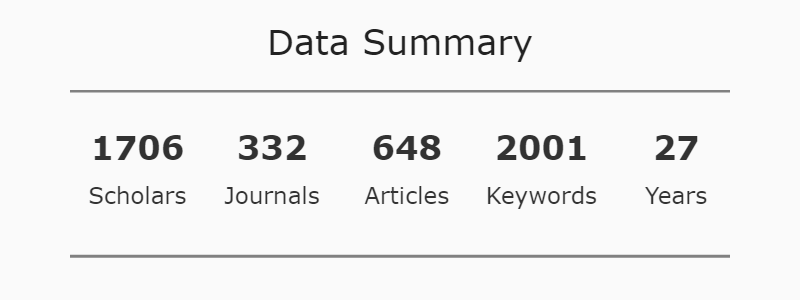 Data Summary
1706 332 648 2001 27
Scholars Journals Articles Keywords Years